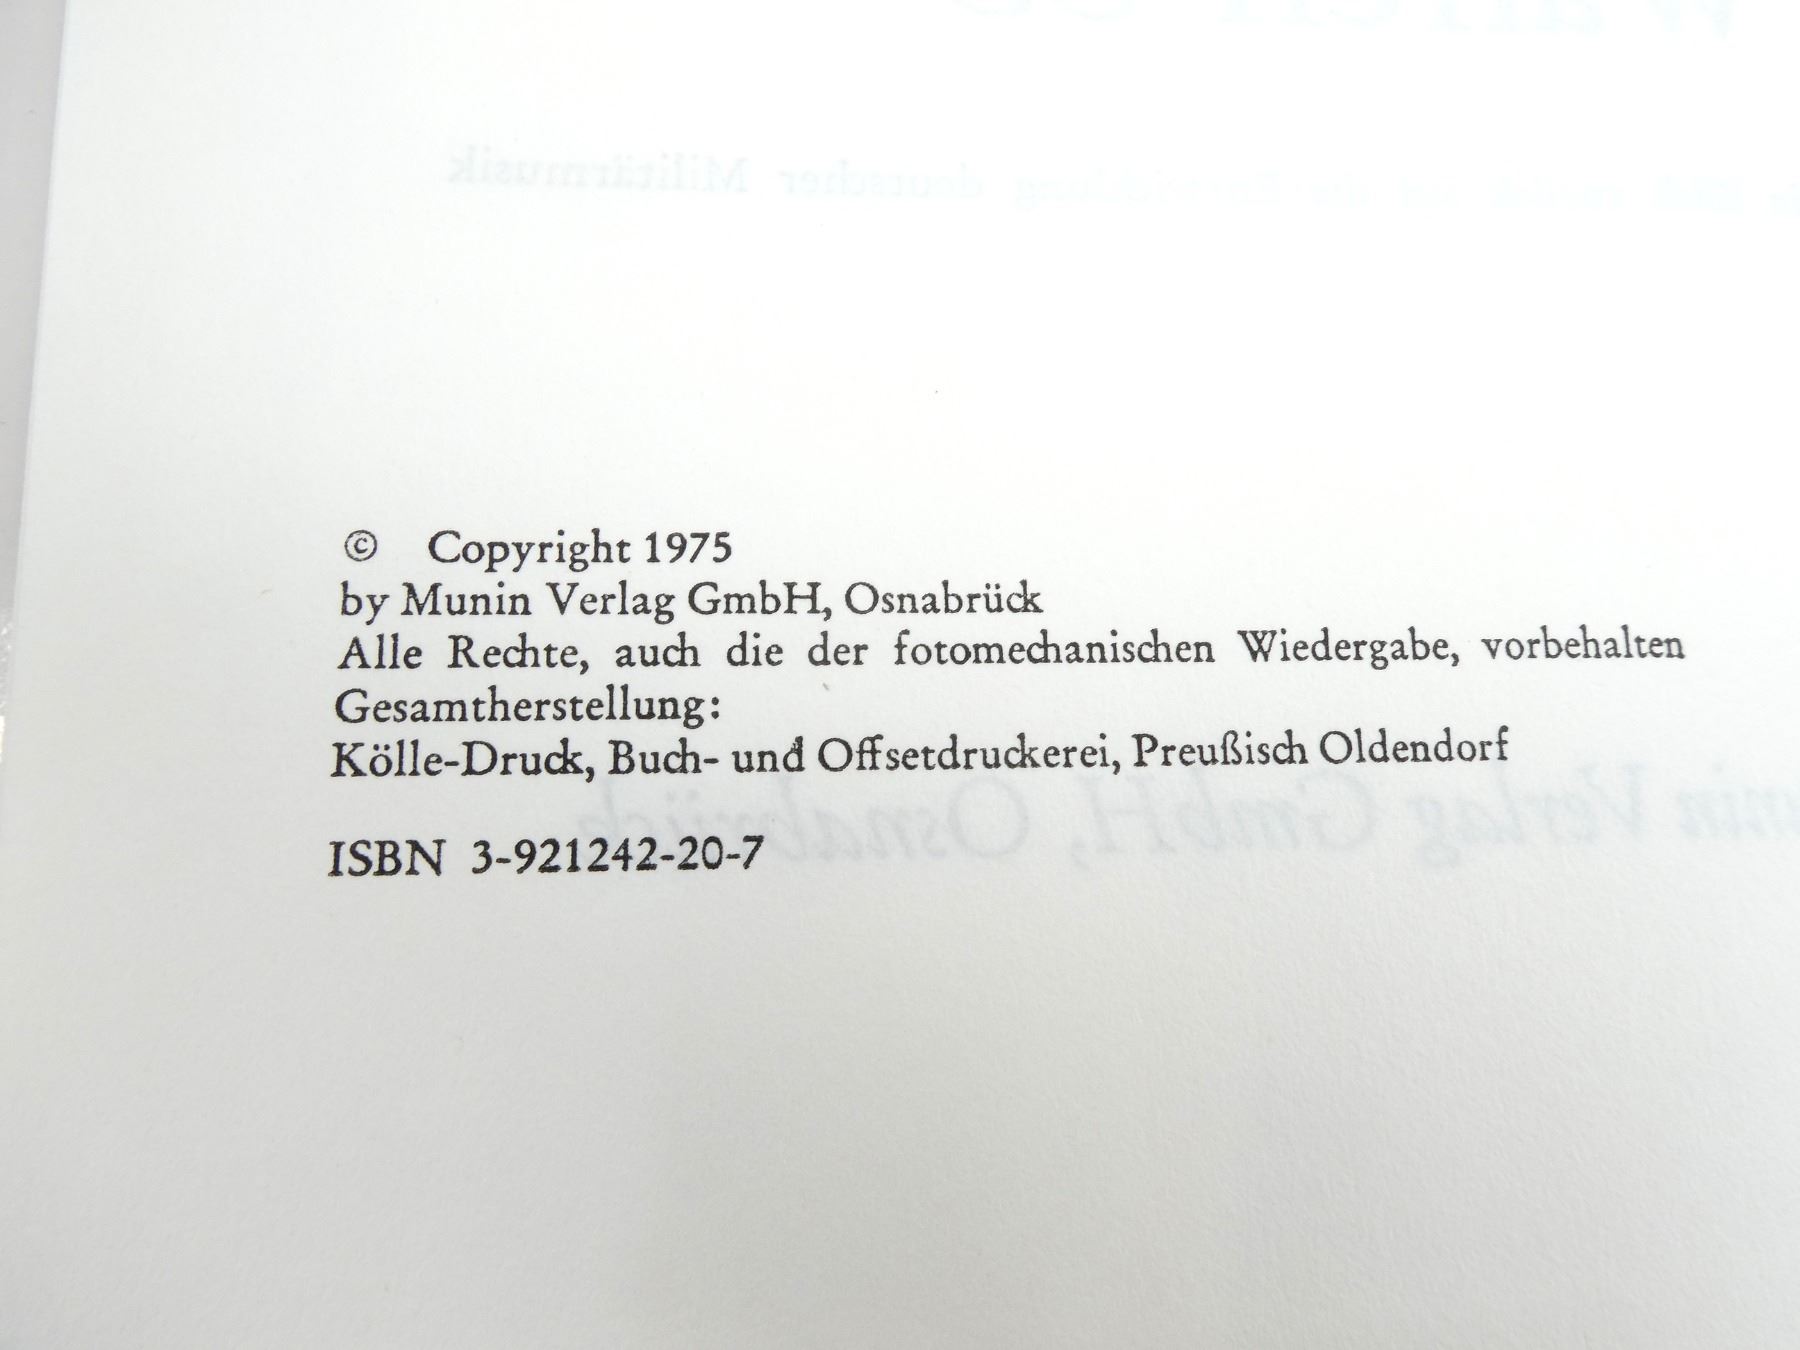 © Copyright 1975
by Munin Verlag GmbH, Osnabrück
Alle Rechte, auch die der fotomechanischen Wiedergabe, vorbehalten
Gesamtherstellung:
Kölle-Druck, Buch- und Offsetdruckerei, Preußisch Oldendorf
ISBN 3-921242-20-7